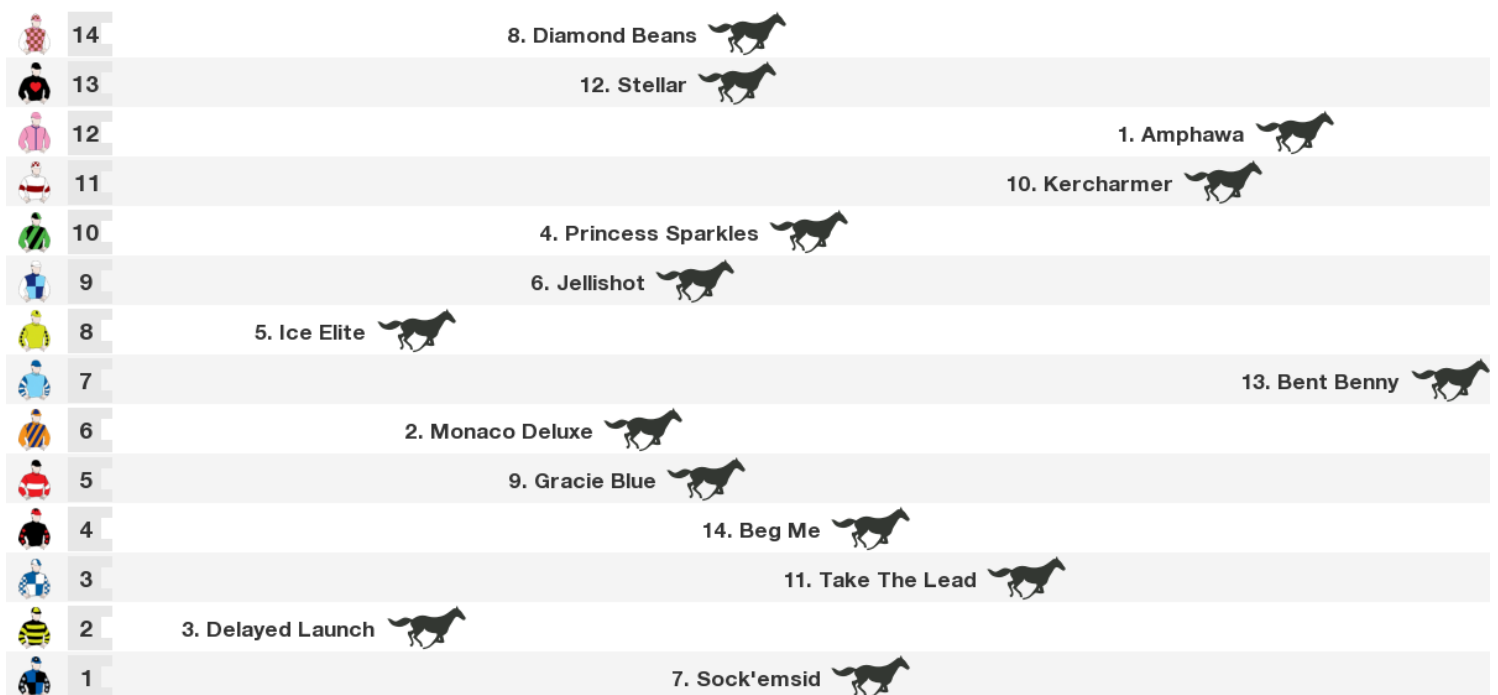 14 8. Diamond Beans
13 12. Stellar
12 1. Amphawa
11 10. Kercharmer
10 4. Princess Sparkles
9 6. Jellishot
8 5. Ice Elite
7 13. Bent Benny
6 2. Monaco Deluxe
5 9. Gracie Blue
4 14. Beg Me
3 11. Take The Lead
2 3. Delayed Launch
1 7. Sock'emsid